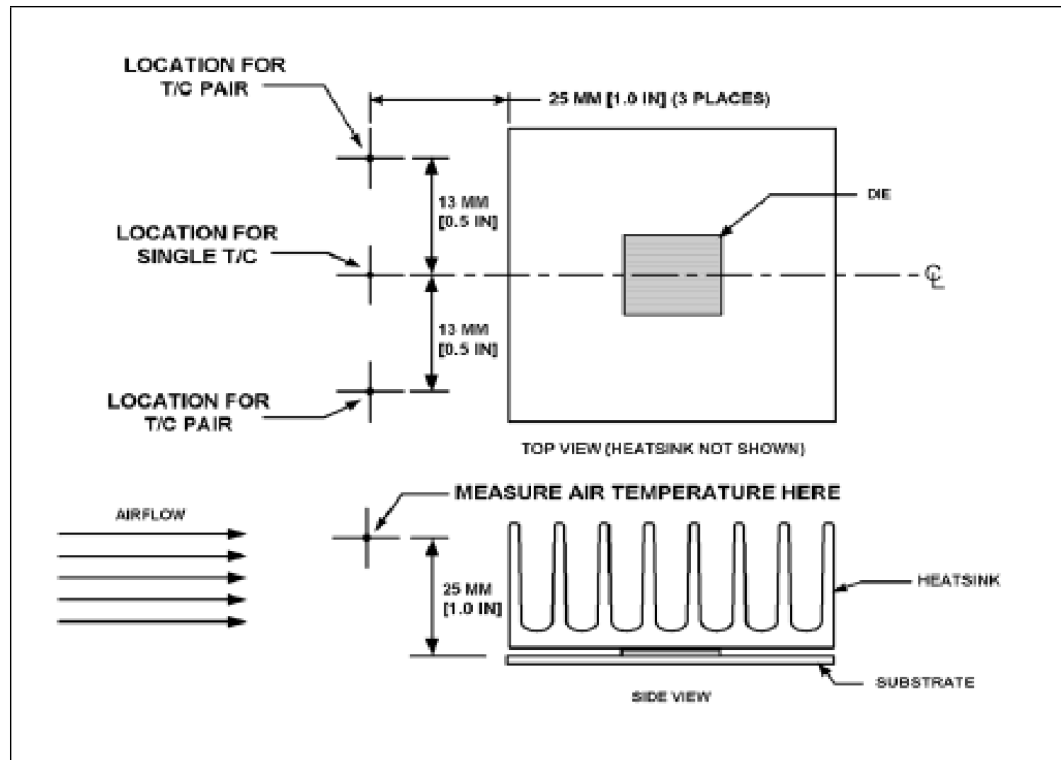 LOCATION FOR
T/C PAIR
25 MM [1.0 IN] (3 PLACES)
13 MM
[0.5 IN]
DIE
LOCATION FOR
SINGLE T/C
CL
13 MM
[0.5 IN]
LOCATION FOR
T/C PAIR
TOP VIEW (HEATSINK NOT SHOWN)
MEASURE AIR TEMPERATURE HERE
AIRFLOW
25 MM
[1.0 IN]
HEATSINK
SUBSTRATE
SIDE VIEW